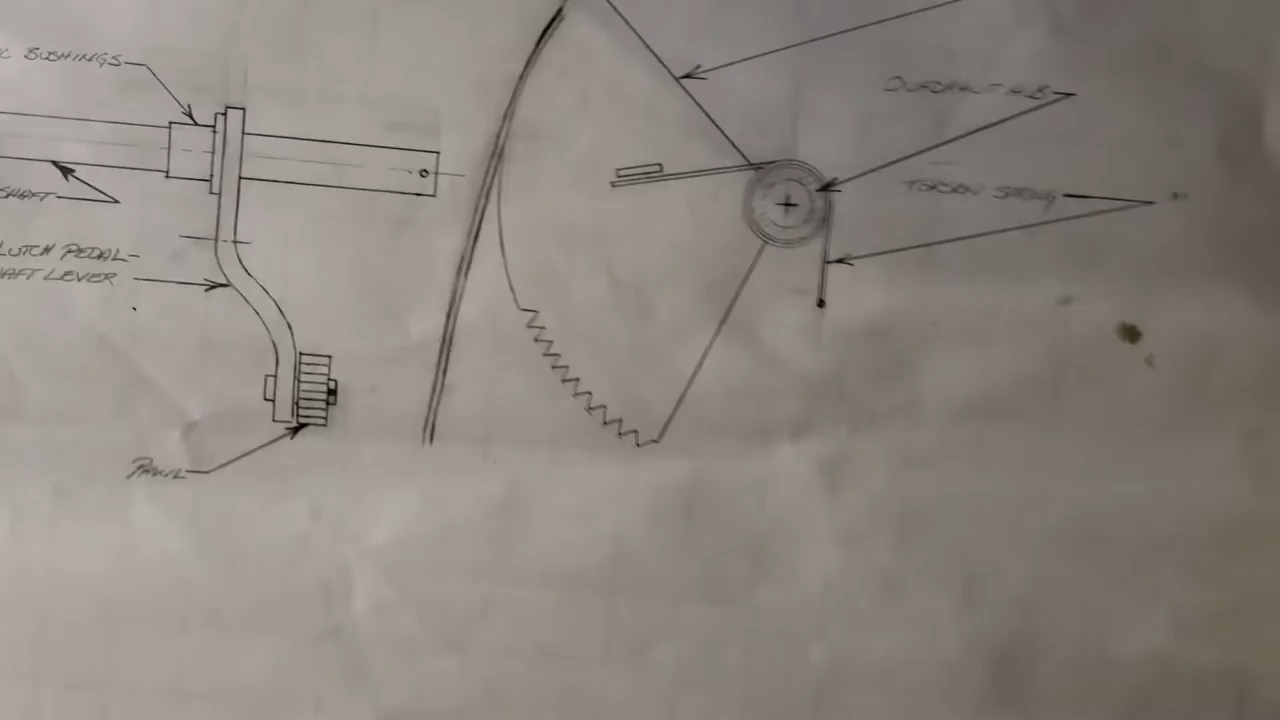 C BUSHINGS
SHAFT
LUTCH PEDAL-
AFT LEVER
PAWL
TORSION SPRING